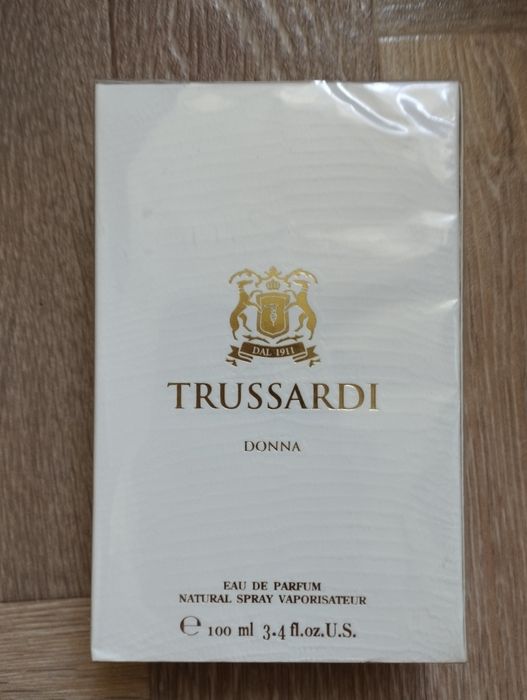 DAL 1911
TRUSSARDI
DONNA
EAU DE PARFUM
NATURAL SPRAY VAPORISATEUR
℮ 100 ml 3.4 fl.oz.U.S.